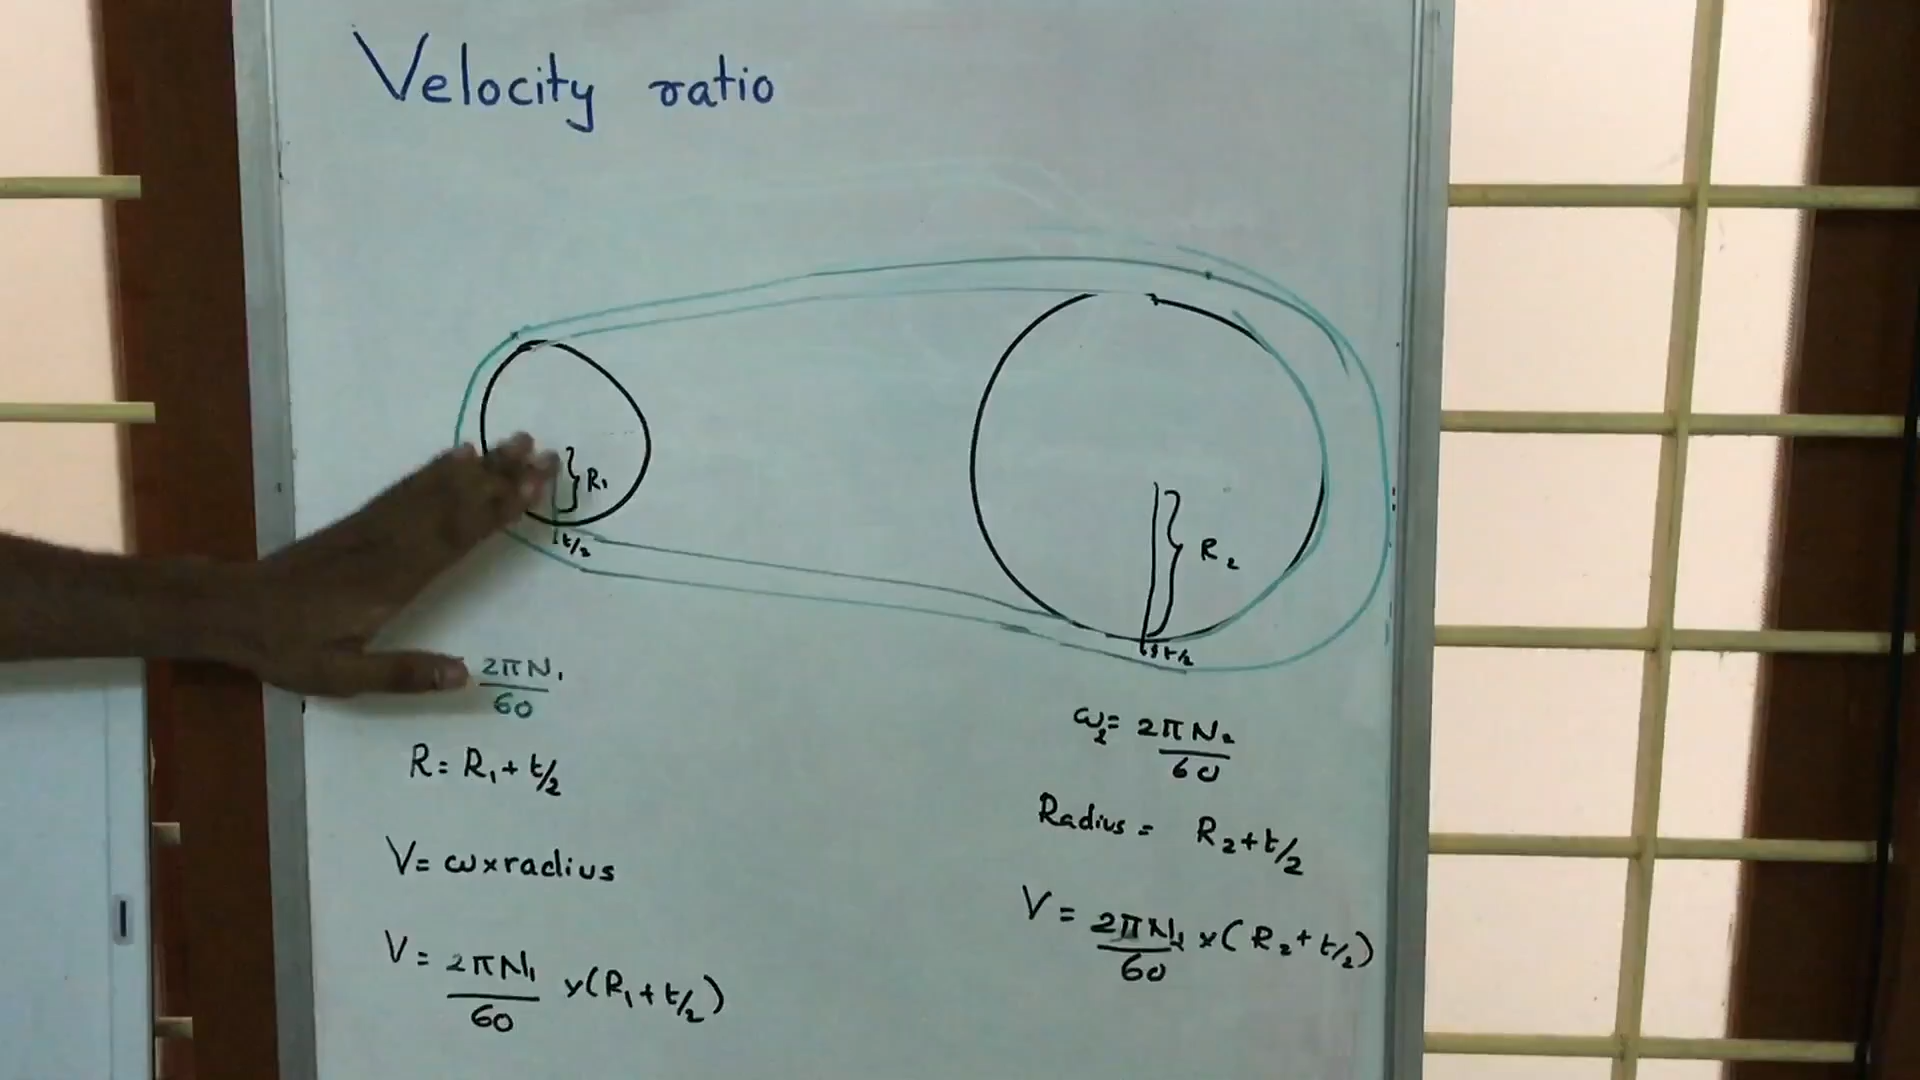 Velocity ratio
R₁
t/2
R₂
t/2
2πN₁/60
R = R₁ + t/2
V = ω×radius
V = 2πN₁/60 ×(R₁ + t/2)
ω₂ = 2πN₂/60
Radius = R₂ + t/2
V = 2πN₂/60 ×(R₂ + t/2)